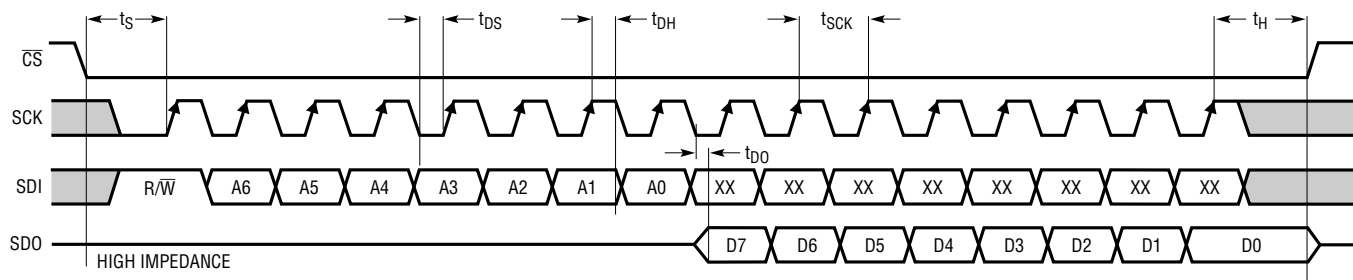 tS tDS tDH tSCK tH
C̅S̅
SCK
tDO
SDI R/W̅ A6 A5 A4 A3 A2 A1 A0 XX XX XX XX XX XX XX XX
SDO D7 D6 D5 D4 D3 D2 D1 D0
HIGH IMPEDANCE